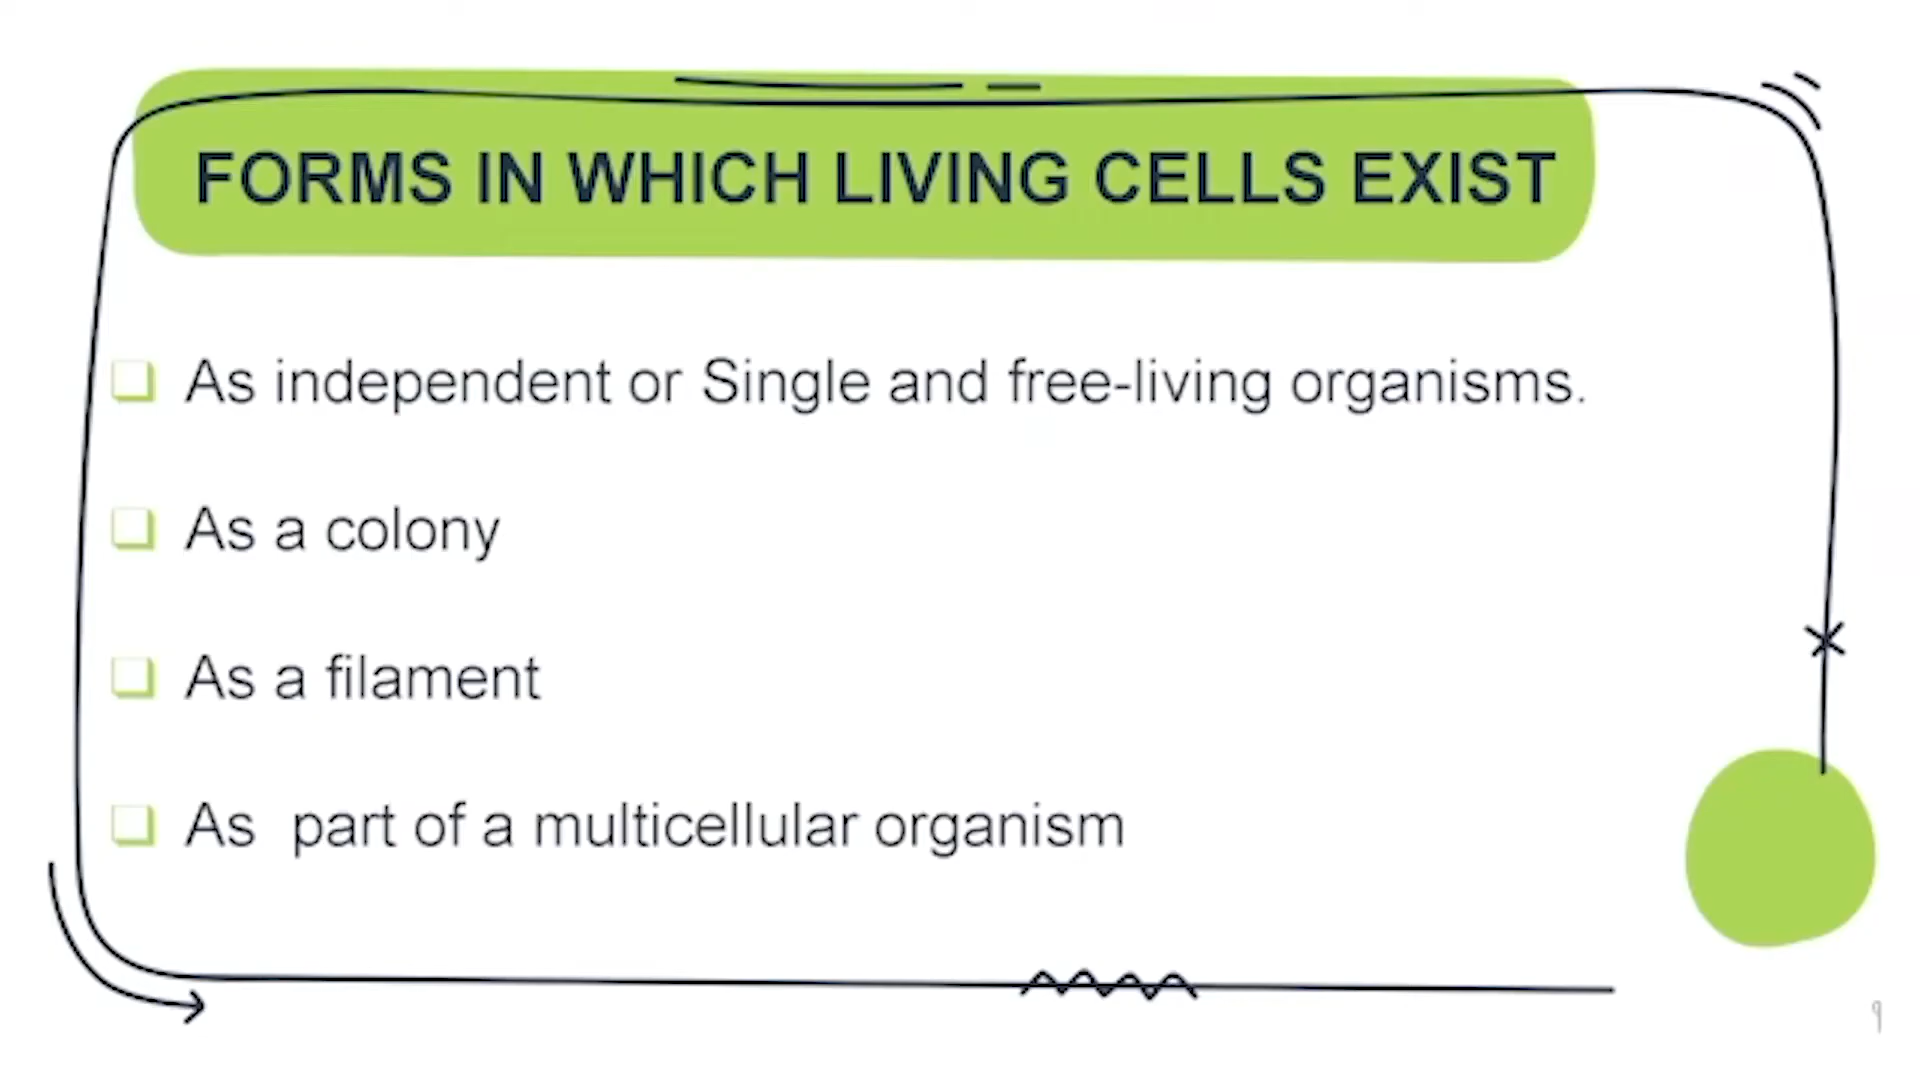 FORMS IN WHICH LIVING CELLS EXIST
As independent or Single and free-living organisms.
As a colony
As a filament
As  part of a multicellular organism
9